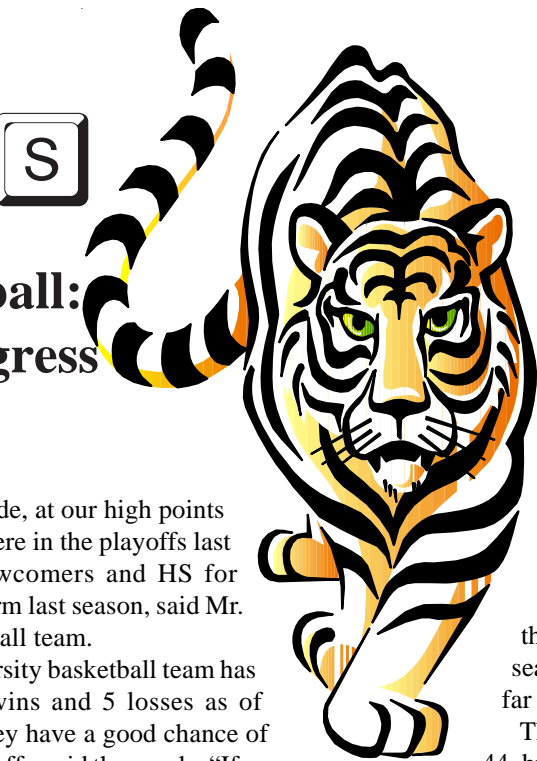 S
ball:
gress
de, at our high points
ere in the playoffs last
wcomers and HS for
rm last season, said Mr.
all team.
rsity basketball team has
vins and 5 losses as of
ey have a good chance of
th
sea
far